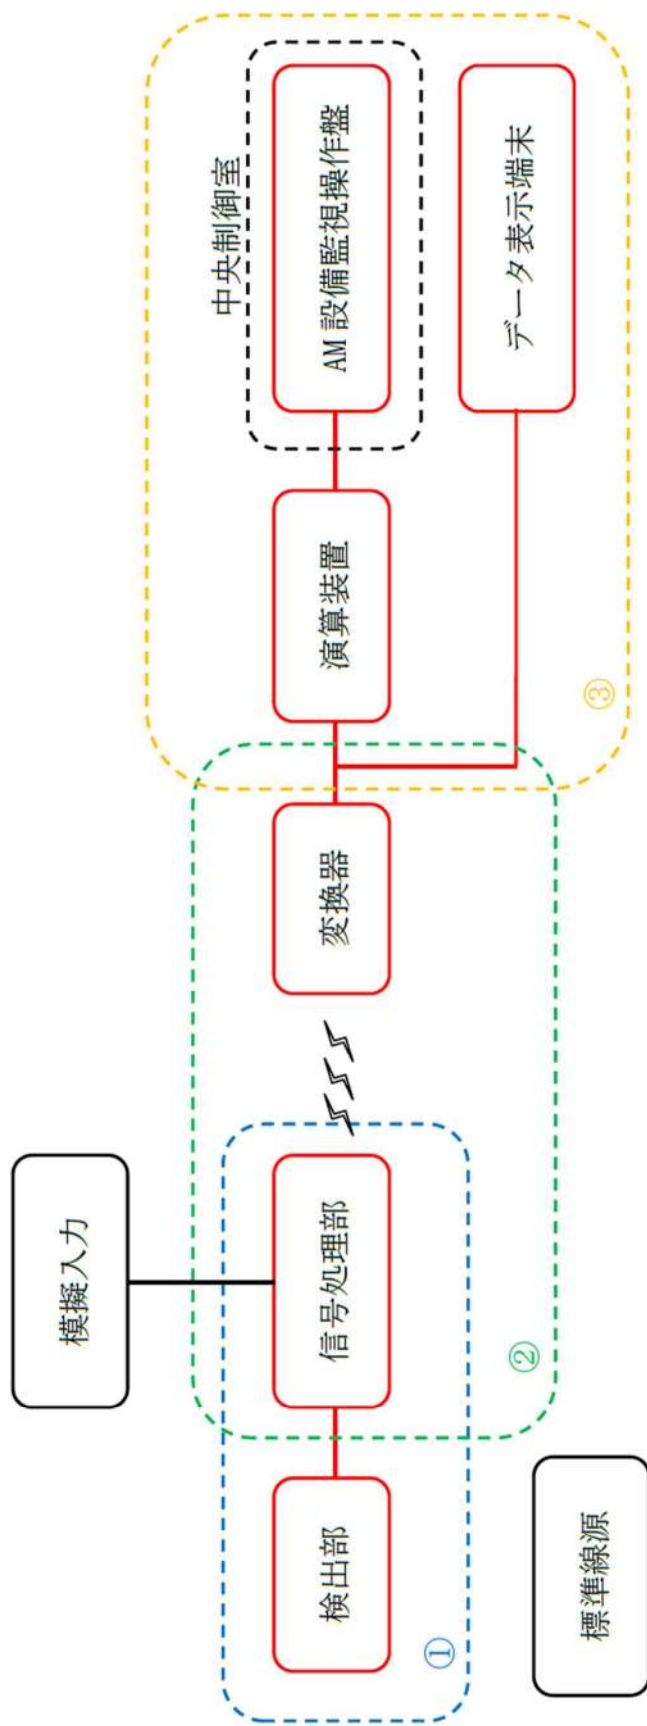 模擬入力
中央制御室
検出部
信号処理部
変換器
演算装置
AM 設備監視操作盤
データ表示端末
標準線源
①
②
③